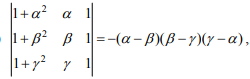 |1+α² α 1|
|1+β² β 1| = −(α − β)(β − γ)(γ − α) ,
|1+γ² γ 1|